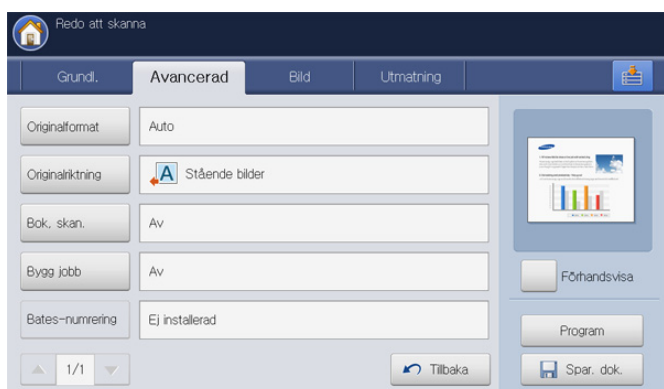 Redo att skanna
Grundl.
Avancerad
Bild
Utmatning
Originalformat
Auto
Originalriktning
A
Stående bilder
Bok. skan.
Av
Bygg jobb
Av
Förhandsvisa
Bates-numrering
Ej installerad
Program
1/1
Tillbaka
Spar. dok.